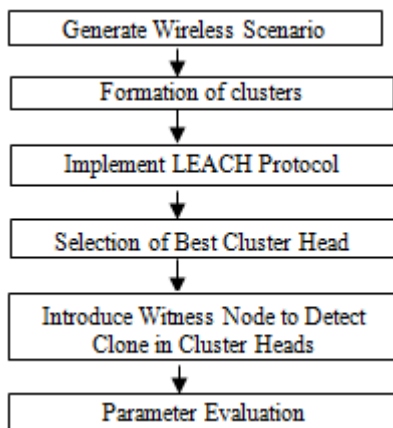 Generate Wireless Scenario
Formation of clusters
Implement LEACH Protocol
Selection of Best Cluster Head
Introduce Witness Node to Detect
Clone in Cluster Heads
Parameter Evaluation